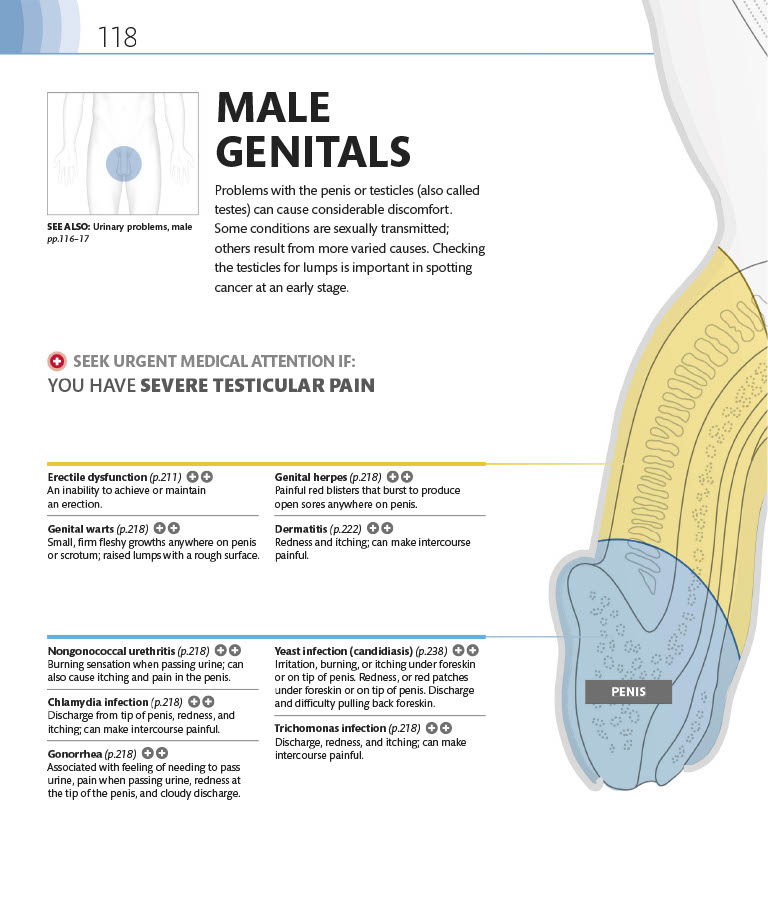 118
MALE
GENITALS
Problems with the penis or testicles (also called
testes) can cause considerable discomfort.
Some conditions are sexually transmitted;
others result from more varied causes. Checking
the testicles for lumps is important in spotting
cancer at an early stage.
SEE ALSO: Urinary problems, male
pp.116–17
SEEK URGENT MEDICAL ATTENTION IF:
YOU HAVE SEVERE TESTICULAR PAIN
Erectile dysfunction (p.211)
An inability to achieve or maintain
an erection.
Genital warts (p.218)
Small, firm fleshy growths anywhere on penis
or scrotum; raised lumps with a rough surface.
Genital herpes (p.218)
Painful red blisters that burst to produce
open sores anywhere on penis.
Dermatitis (p.222)
Redness and itching; can make intercourse
painful.
Nongonococcal urethritis (p.218)
Burning sensation when passing urine; can
also cause itching and pain in the penis.
Chlamydia infection (p.218)
Discharge from tip of penis, redness, and
itching; can make intercourse painful.
Gonorrhea (p.218)
Associated with feeling of needing to pass
urine, pain when passing urine, redness at
the tip of the penis, and cloudy discharge.
Yeast infection (candidiasis) (p.238)
Irritation, burning, or itching under foreskin
or on tip of penis. Redness, or red patches
under foreskin or on tip of penis. Discharge
and difficulty pulling back foreskin.
Trichomonas infection (p.218)
Discharge, redness, and itching; can make
intercourse painful.
PENIS